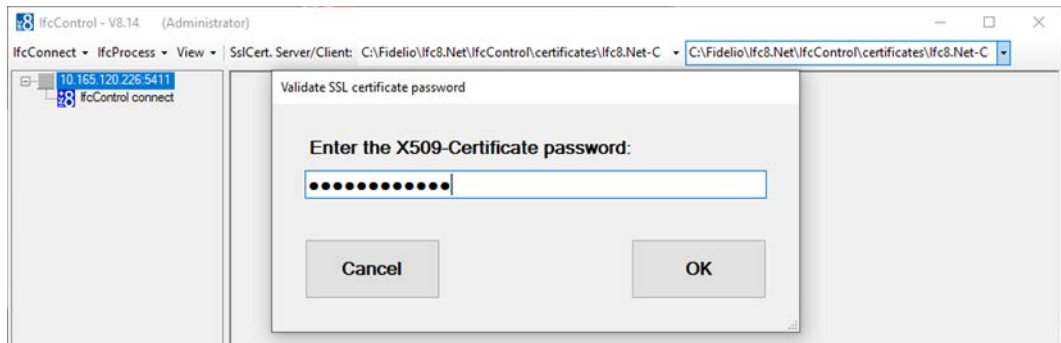 IfcControl - V8.14 (Administrator)
IfcConnect IfcProcess View SslCert. Server/Client: C:\Fidelio\Ifc8.Net\IfcControl\certificates\Ifc8.Net-C C:\Fidelio\Ifc8.Net\IfcControl\certificates\Ifc8.Net-C
10.165.120.226:5411
IfcControl connect
Validate SSL certificate password
Enter the X509-Certificate password:
●●●●●●●●●●●●
Cancel OK